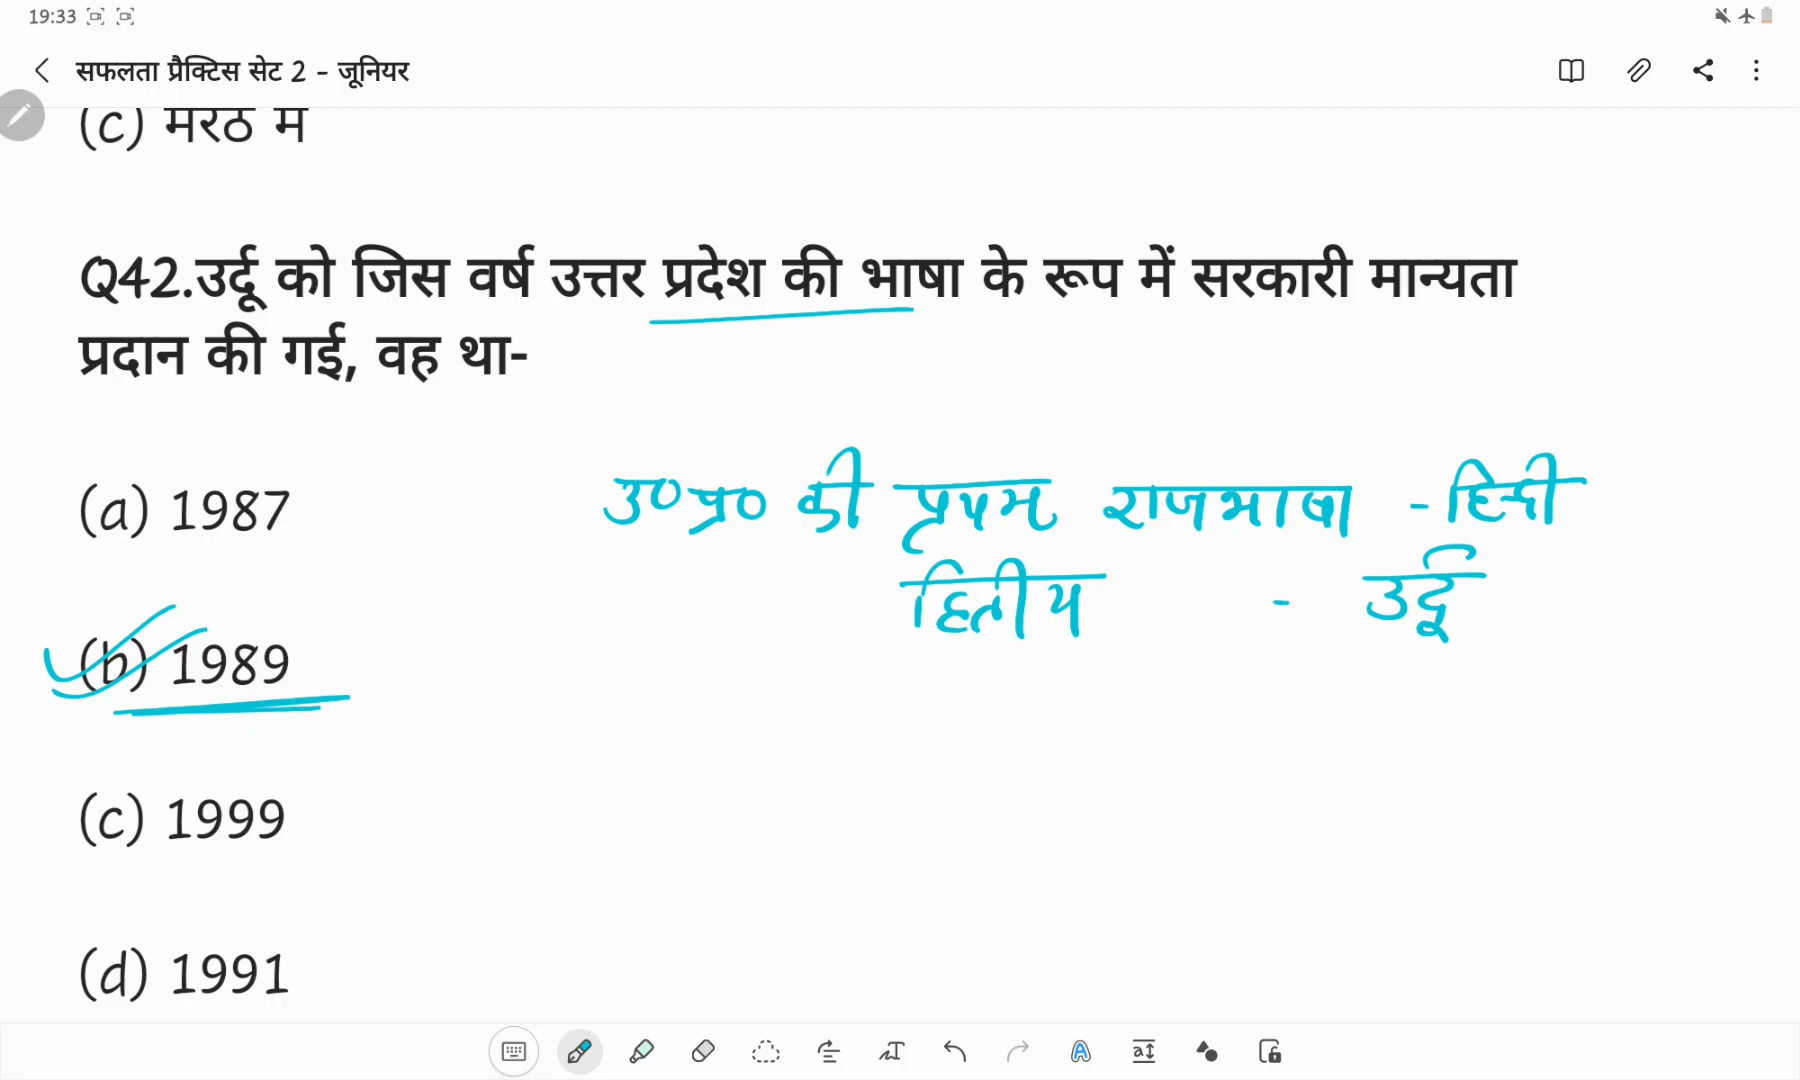 19:33
सफलता प्रैक्टिस सेट 2 - जूनियर
(c) मेरठ में
Q42.उर्दू को जिस वर्ष उत्तर प्रदेश की भाषा के रूप में सरकारी मान्यता
प्रदान की गई, वह था-
(a) 1987
उ० प्र० की प्रथम राजभाषा - हिन्दी
द्वितीय - उर्दू
(b) 1989
(c) 1999
(d) 1991